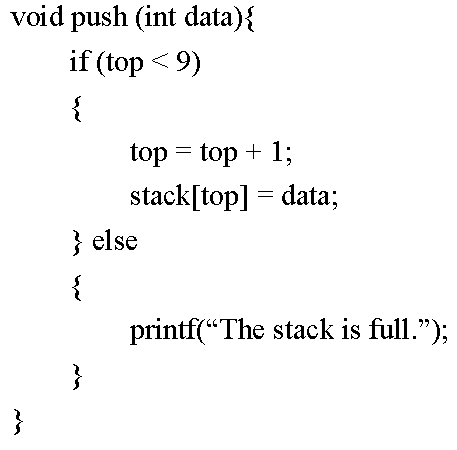 void push (int data){
if (top < 9)
{
top = top + 1;
stack[top] = data;
} else
{
printf(“The stack is full.”);
}
}